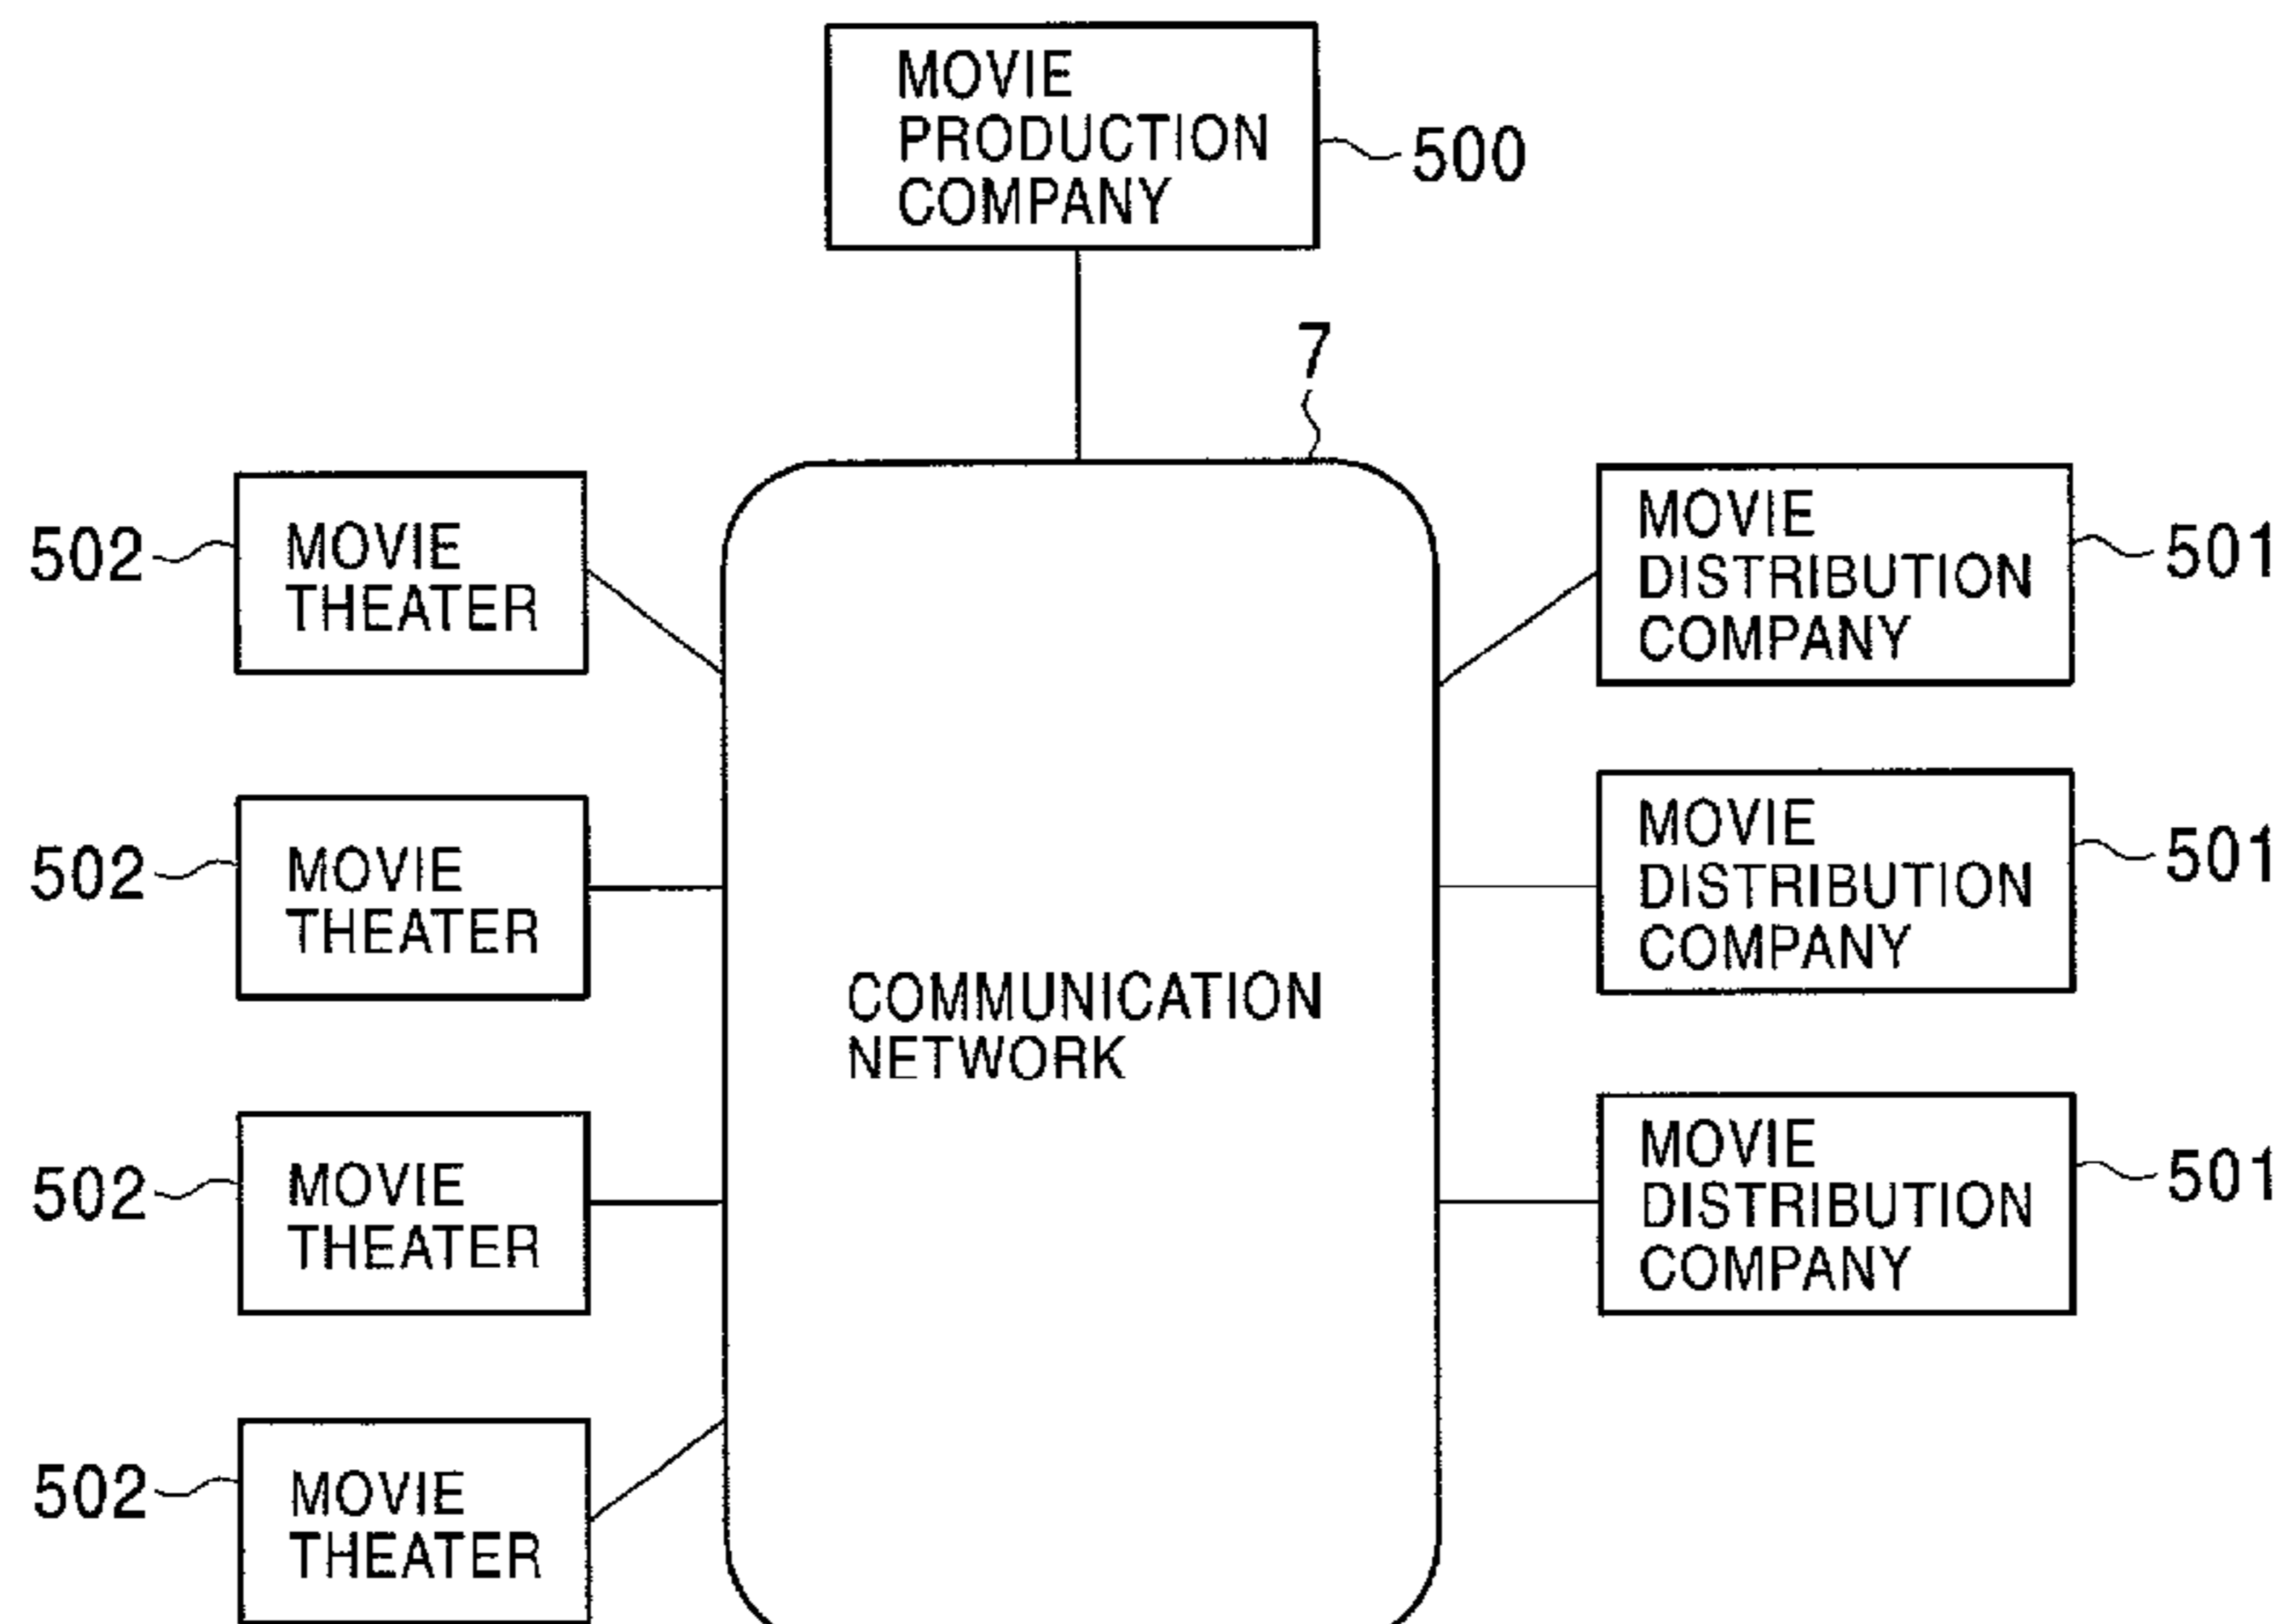 MOVIE
PRODUCTION
COMPANY
500
7
502
MOVIE
THEATER
502
MOVIE
THEATER
502
MOVIE
THEATER
502
MOVIE
THEATER
COMMUNICATION
NETWORK
MOVIE
DISTRIBUTION
COMPANY
501
MOVIE
DISTRIBUTION
COMPANY
501
MOVIE
DISTRIBUTION
COMPANY
501